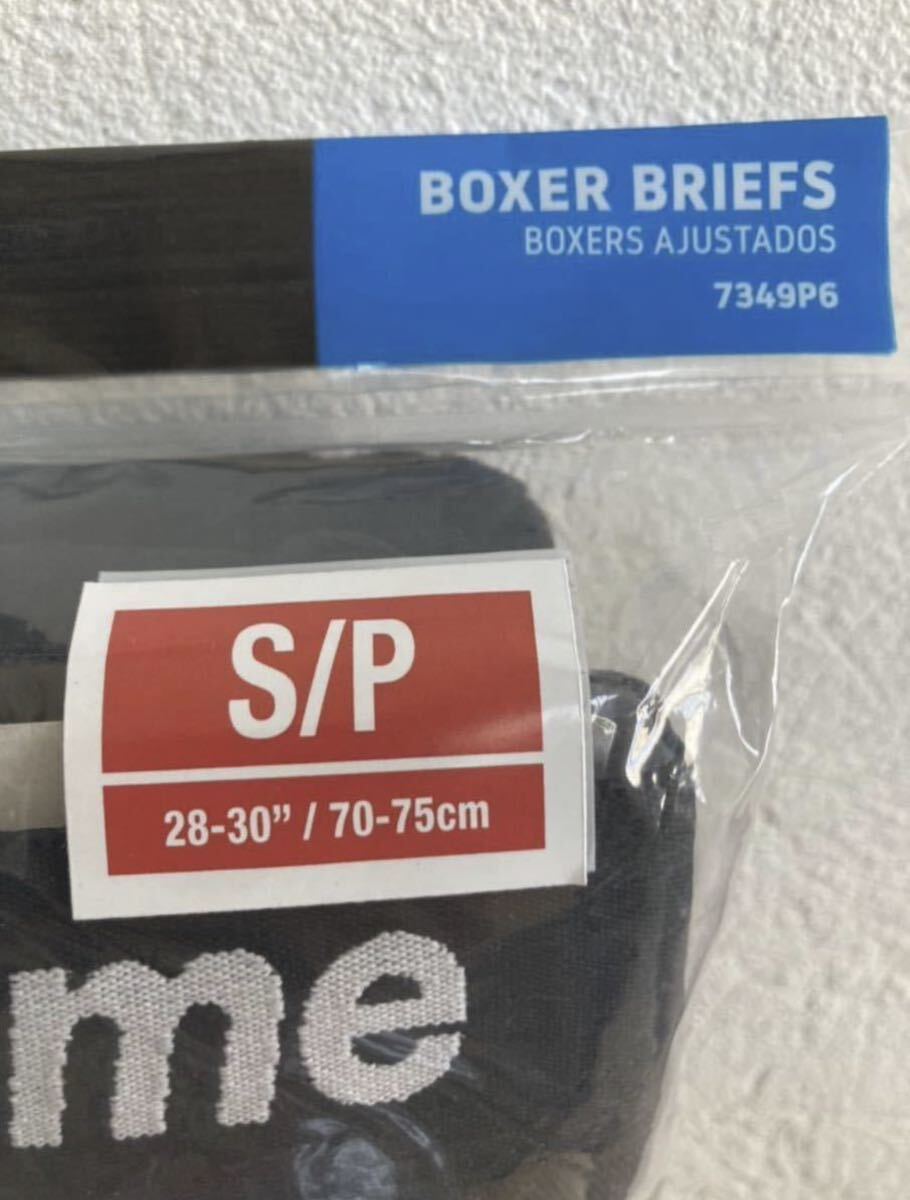 BOXER BRIEFS
BOXERS AJUSTADOS
7349P6
S/P
28-30” / 70-75cm
me